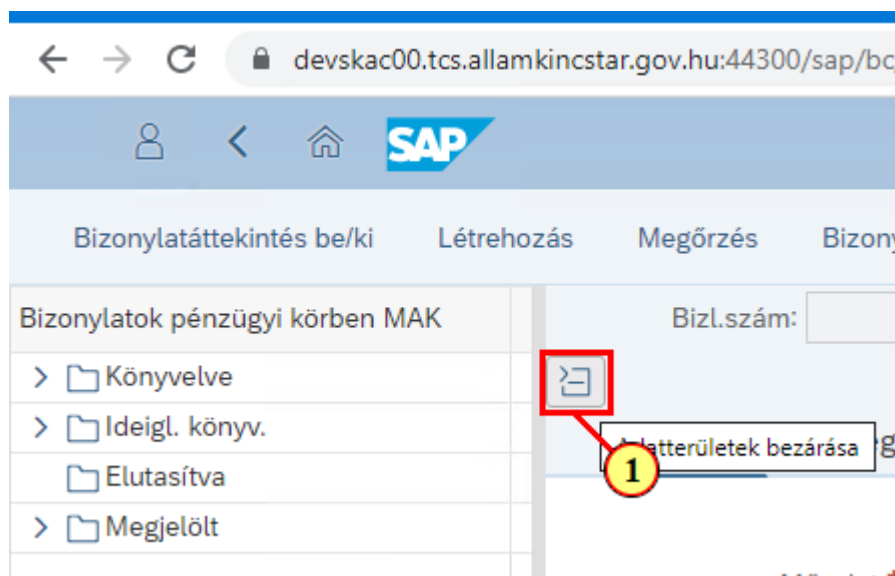 devskac00.tcs.allamkincstar.gov.hu:44300/sap/bc
SAP
Bizonylatáttekintés be/ki Létrehozás Megőrzés Bizony
Bizonylatok pénzügyi körben MAK
Bizl.szám:
Könyvelve
Ideigl. könyv.
bezárása
Elutasítva
1
Megjelölt